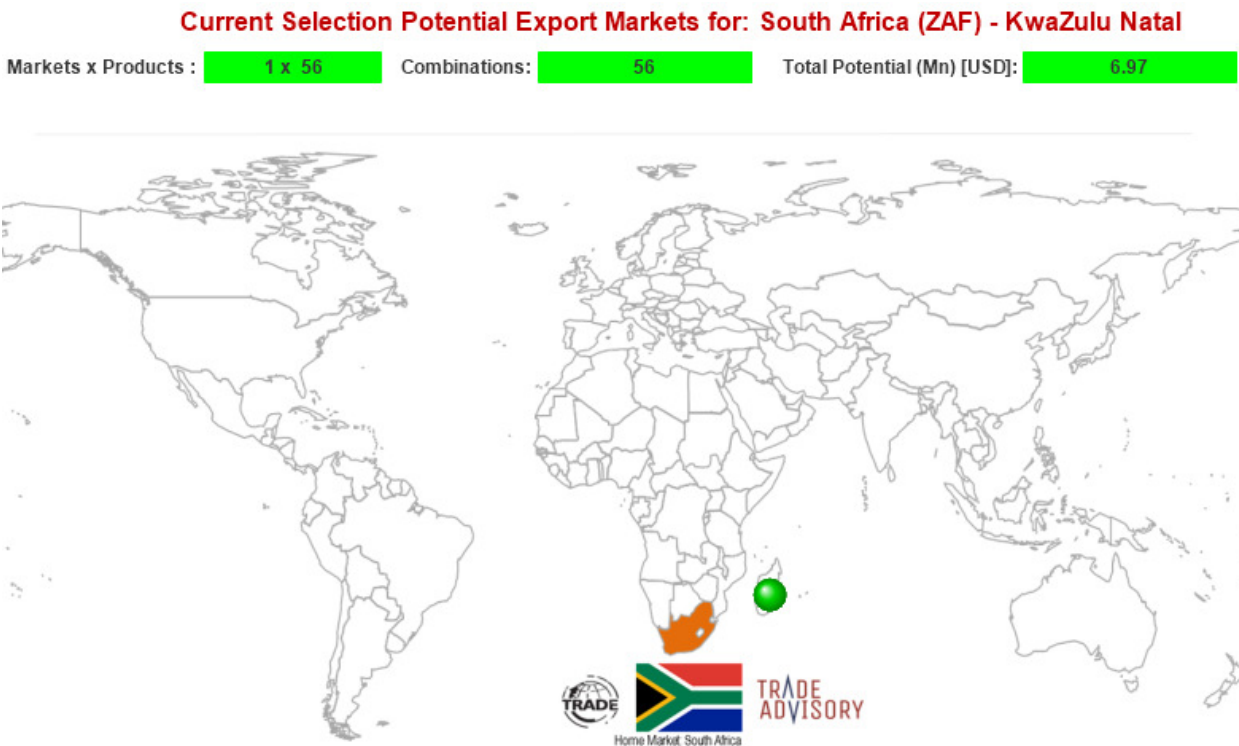 Current Selection Potential Export Markets for: South Africa (ZAF) - KwaZulu Natal
Markets x Products : 1 x 56 Combinations: 56 Total Potential (Mn) [USD]: 6.97
TRADE
TRADE
ADVISORY
Home Market: South Africa